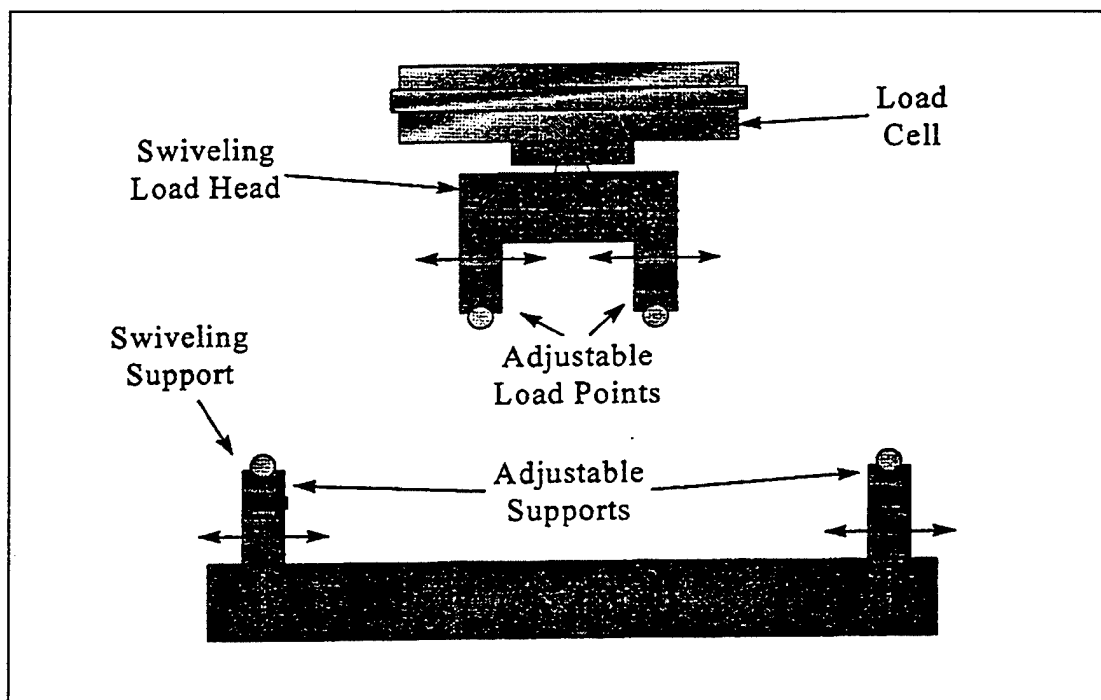 Load
Cell
Swiveling
Load Head
Swiveling
Support
Adjustable
Load Points
Adjustable
Supports